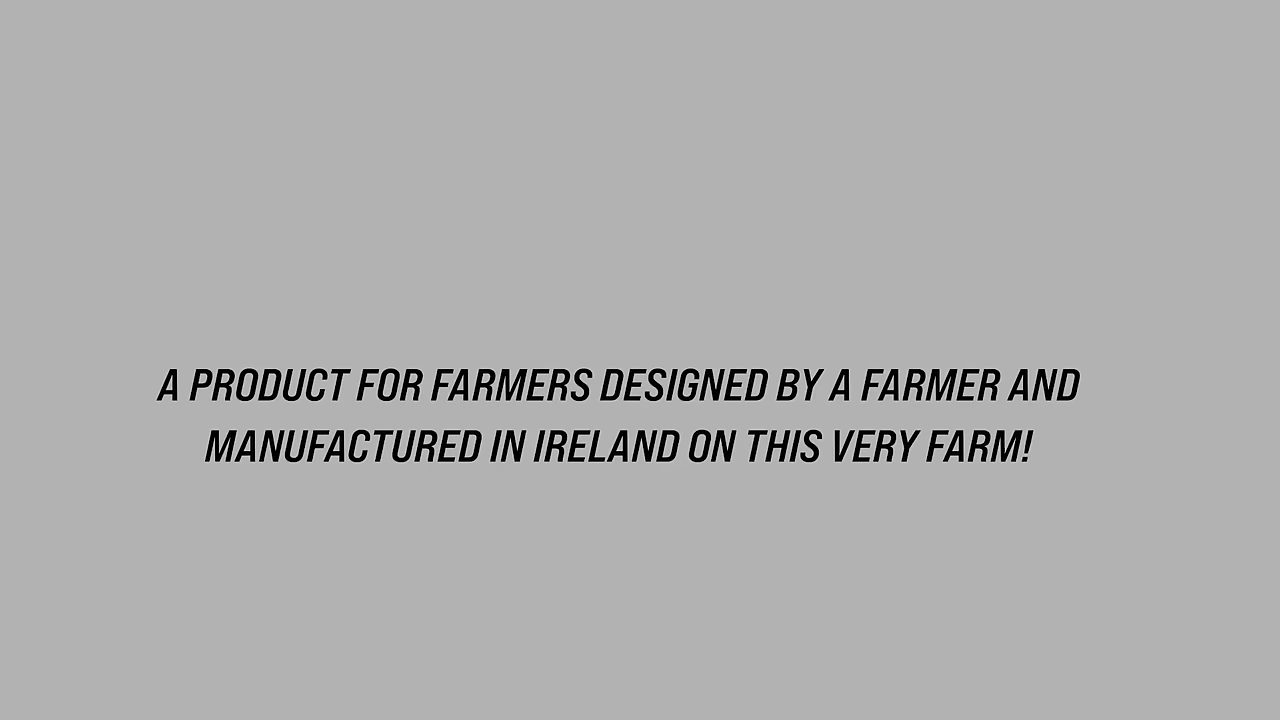 A PRODUCT FOR FARMERS DESIGNED BY A FARMER AND
MANUFACTURED IN IRELAND ON THIS VERY FARM!